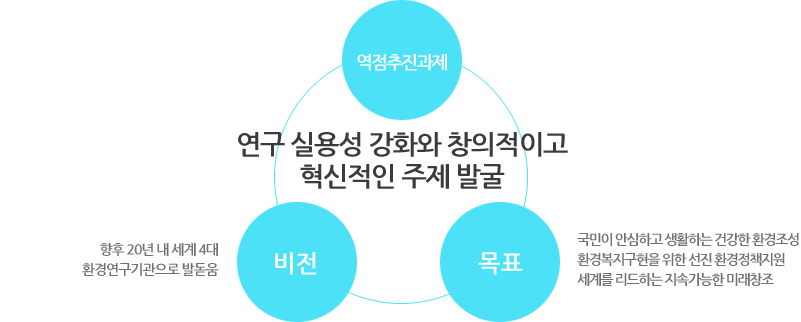 역점추진과제
연구 실용성 강화와 창의적이고
혁신적인 주제 발굴
비전
향후 20년 내 세계 4대
환경연구기관으로 발돋움
목표
국민이 안심하고 생활하는 건강한 환경조성
환경복지구현을 위한 선진 환경정책지원
세계를 리드하는 지속가능한 미래창조